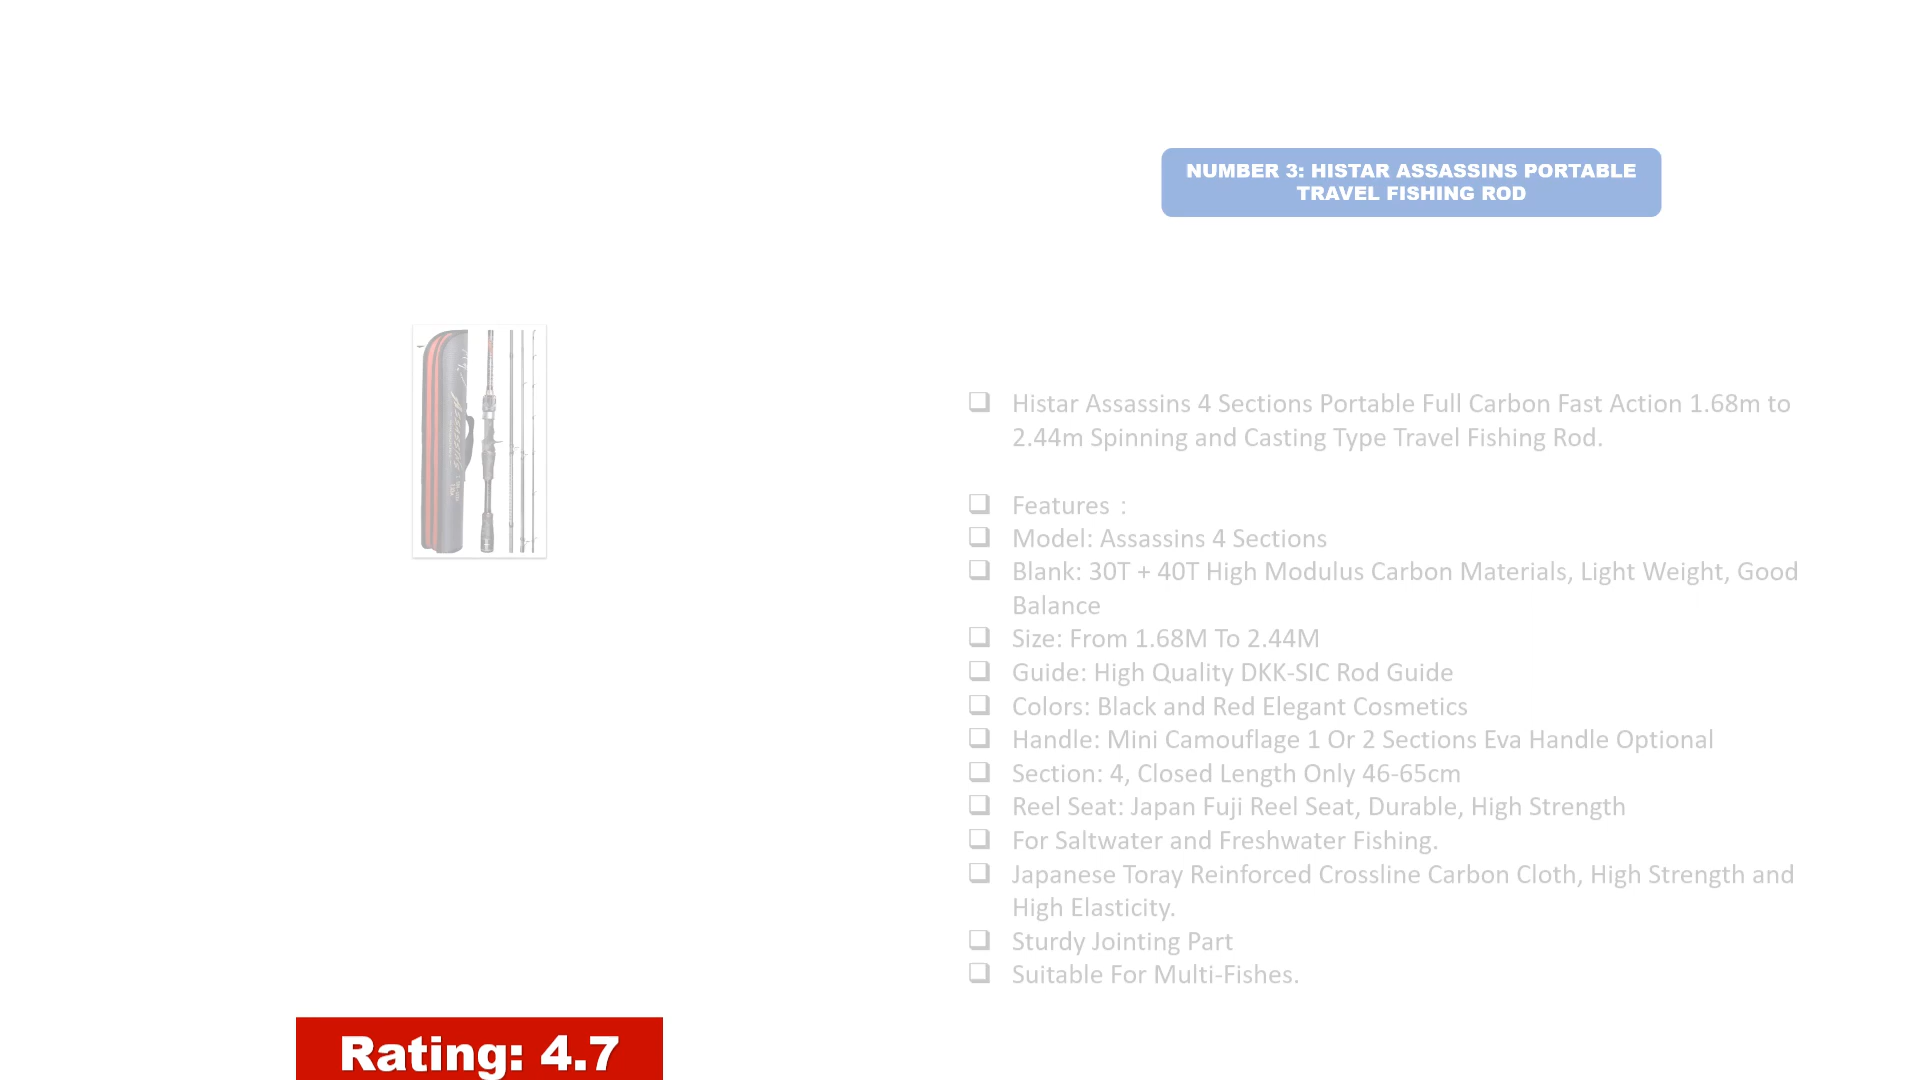 NUMBER 3: HISTAR ASSASSINS PORTABLE
TRAVEL FISHING ROD
Histar Assassins 4 Sections Portable Full Carbon Fast Action 1.68m to
2.44m Spinning and Casting Type Travel Fishing Rod.
Features：
Model: Assassins 4 Sections
Blank: 30T + 40T High Modulus Carbon Materials, Light Weight, Good
Balance
Size: From 1.68M To 2.44M
Guide: High Quality DKK-SIC Rod Guide
Colors: Black and Red Elegant Cosmetics
Handle: Mini Camouflage 1 Or 2 Sections Eva Handle Optional
Section: 4, Closed Length Only 46-65cm
Reel Seat: Japan Fuji Reel Seat, Durable, High Strength
For Saltwater and Freshwater Fishing.
Japanese Toray Reinforced Crossline Carbon Cloth, High Strength and
High Elasticity.
Sturdy Jointing Part
Suitable For Multi-Fishes.
ASSASSINS
Rating: 4.7